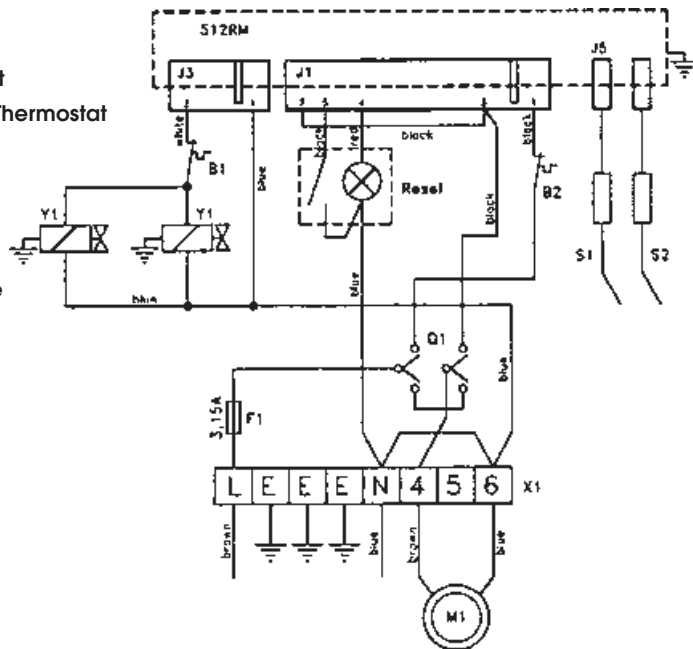 512RM
t
Thermostat
e
J3
J1
J5
white
B1
blue
black
red
black
black
black
Reset
B2
Y1
Y1
S1
S2
blue
blue
Q1
blue
3,15A
F1
L E E E N 4 5 6
X1
brown
blue
brown
blue
M1